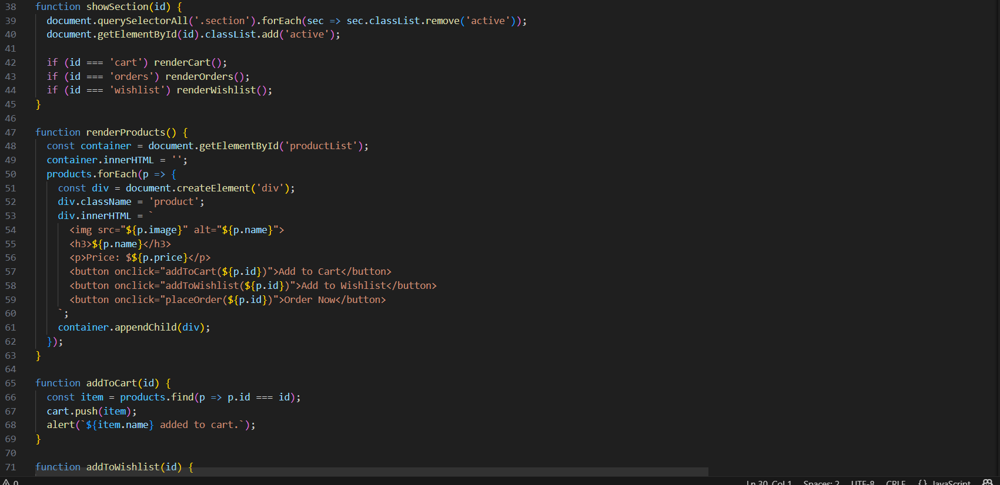 38 function showSection(id) {
39 document.querySelectorAll('.section').forEach(sec => sec.classList.remove('active'));
40 document.getElementById(id).classList.add('active');
41
42 if (id === 'cart') renderCart();
43 if (id === 'orders') renderOrders();
44 if (id === 'wishlist') renderWishlist();
45 }
46
47 function renderProducts() {
48 const container = document.getElementById('productList');
49 container.innerHTML = '';
50 products.forEach(p => {
51 const div = document.createElement('div');
52 div.className = 'product';
53 div.innerHTML = `
54 <img src="${p.image}" alt="${p.name}">
55 <h3>${p.name}</h3>
56 <p>Price: $${p.price}</p>
57 <button onclick="addToCart(${p.id})">Add to Cart</button>
58 <button onclick="addToWishlist(${p.id})">Add to Wishlist</button>
59 <button onclick="placeOrder(${p.id})">Order Now</button>
60 `;
61 container.appendChild(div);
62 });
63 }
64
65 function addToCart(id) {
66 const item = products.find(p => p.id === id);
67 cart.push(item);
68 alert(`${item.name} added to cart.`);
69 }
70
71 function addToWishlist(id) {
0 Ln 30, Col 1 Spaces: 2 UTF-8 CRLF {} JavaScript